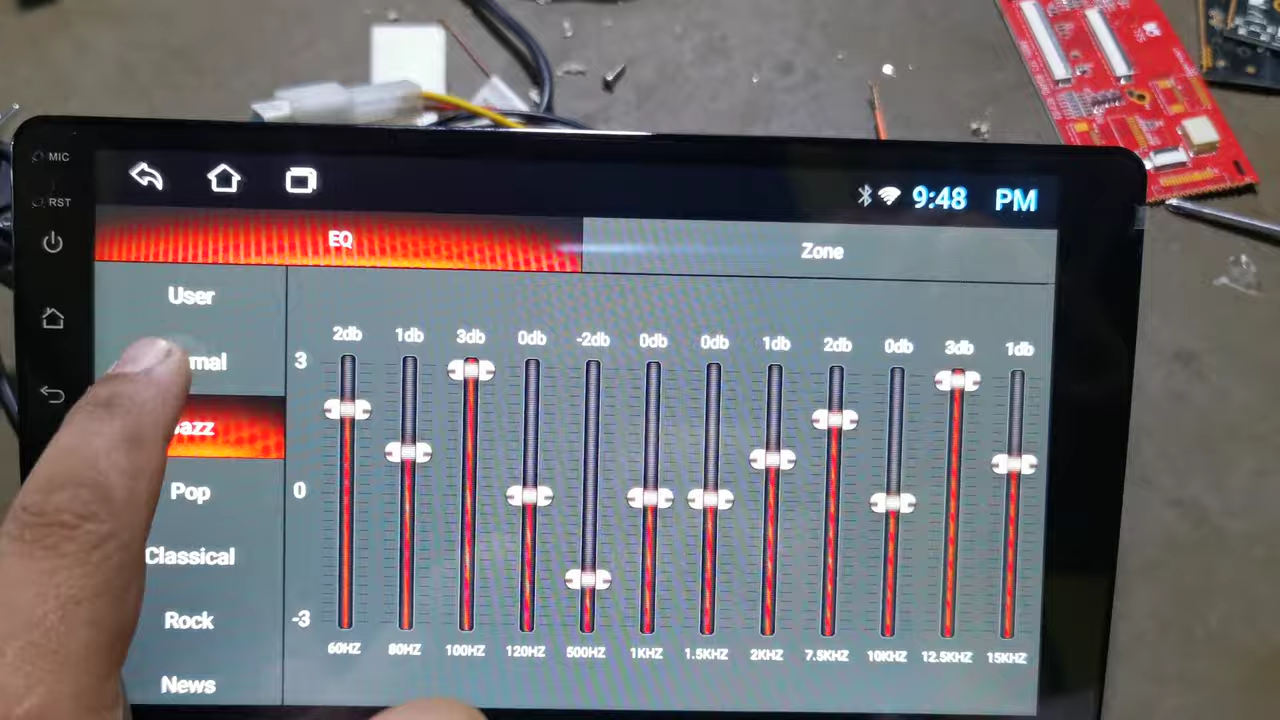 MIC
RST
9:48 PM
EQ
Zone
User
mal
azz
Pop
Classical
Rock
News
3
0
-3
2db 1db 3db 0db -2db 0db 0db 1db 2db 0db 3db 1db
60HZ 80HZ 100HZ 120HZ 500HZ 1KHZ 1.5KHZ 2KHZ 7.5KHZ 10KHZ 12.5KHZ 15KHZ